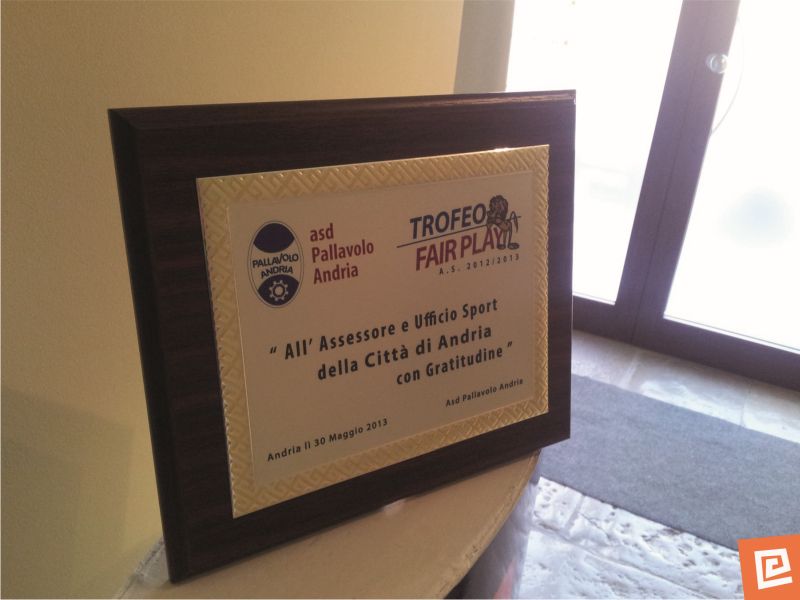 PALLAVOLO
ANDRIA
asd
Pallavolo
Andria
TROFEO
FAIR PLAY
A.S. 2012/2013
" All' Assessore e Ufficio Sport
della Città di Andria
con Gratitudine "
Asd Pallavolo Andria
Andria lì 30 Maggio 2013